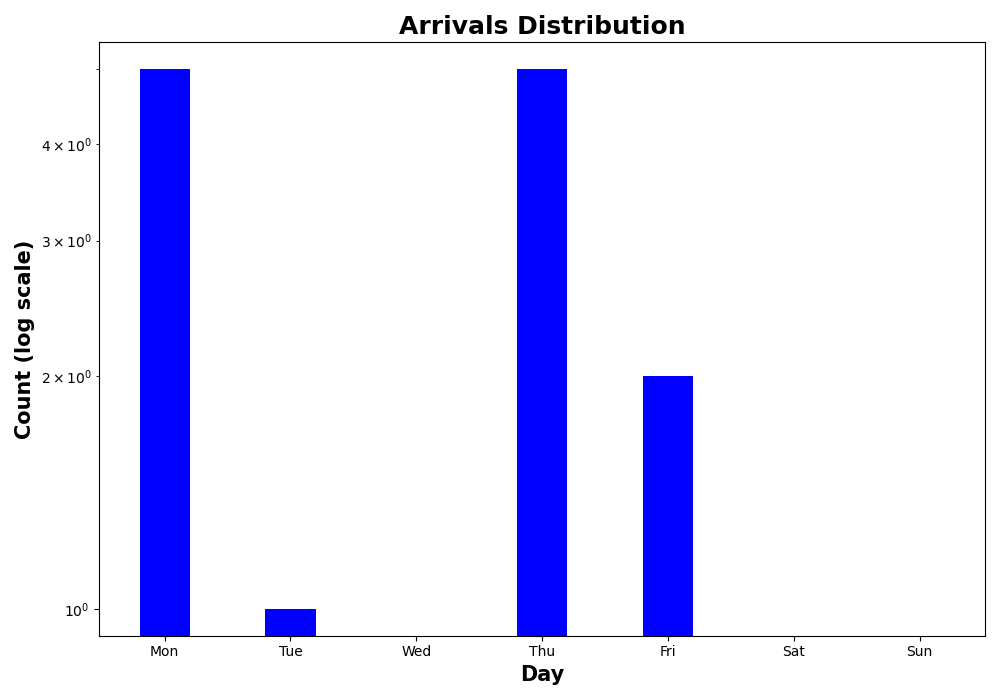 Arrivals Distribution
Count (log scale)
4 × 10⁰
3 × 10⁰
2 × 10⁰
10⁰
Mon Tue Wed Thu Fri Sat Sun
Day